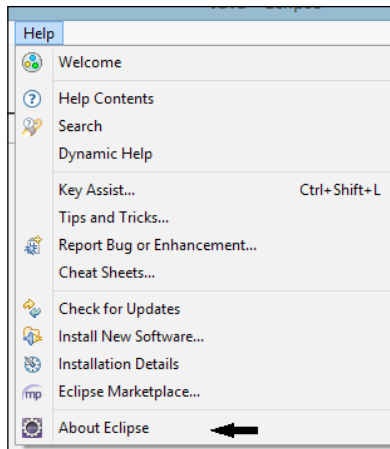 Help
Welcome
Help Contents
Search
Dynamic Help
Key Assist... Ctrl+Shift+L
Tips and Tricks...
Report Bug or Enhancement...
Cheat Sheets...
Check for Updates
Install New Software...
Installation Details
mp Eclipse Marketplace...
About Eclipse